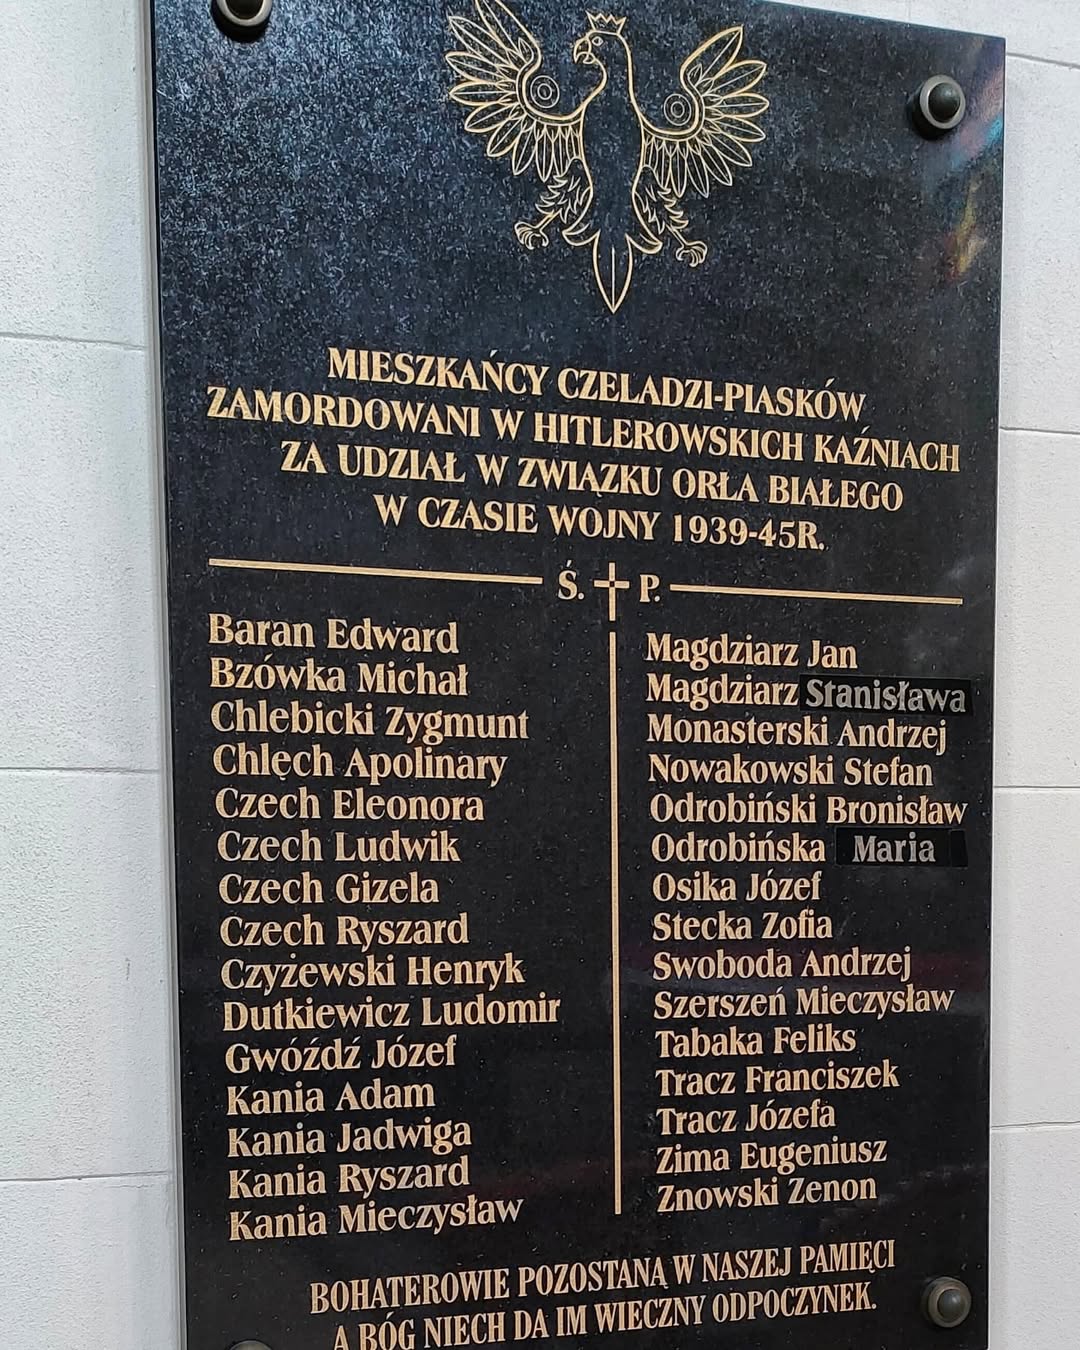 MIESZKAŃCY CZELADZI-PIASKÓW
ZAMORDOWANI W HITLEROWSKICH KAŹNIACH
ZA UDZIAŁ W ZWIĄZKU ORŁA BIAŁEGO
W CZASIE WOJNY 1939-45R.
Ś. P.
Baran Edward
Bzówka Michał
Chlebicki Zygmunt
Chlęch Apolinary
Czech Eleonora
Czech Ludwik
Czech Gizela
Czech Ryszard
Czyżewski Henryk
Dutkiewicz Ludomir
Gwóźdź Józef
Kania Adam
Kania Jadwiga
Kania Ryszard
Kania Mieczysław
Magdziarz Jan
Magdziarz Stanisława
Monasterski Andrzej
Nowakowski Stefan
Odrobiński Bronisław
Odrobińska Maria
Osika Józef
Stecka Zofia
Swoboda Andrzej
Szerszeń Mieczysław
Tabaka Feliks
Tracz Franciszek
Tracz Józefa
Zima Eugeniusz
Znowski Zenon
BOHATEROWIE POZOSTANĄ W NASZEJ PAMIĘCI
A BÓG NIECH DA IM WIECZNY ODPOCZYNEK.